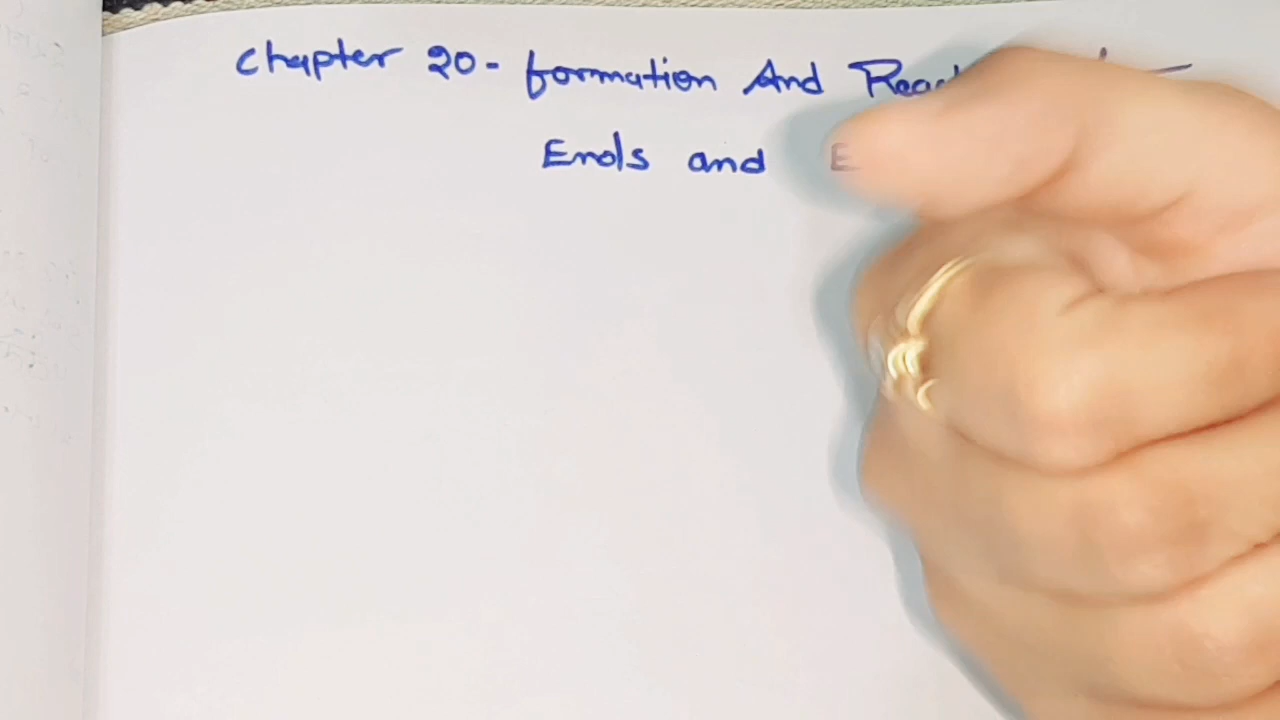 Chapter 20- formation And
Enols and